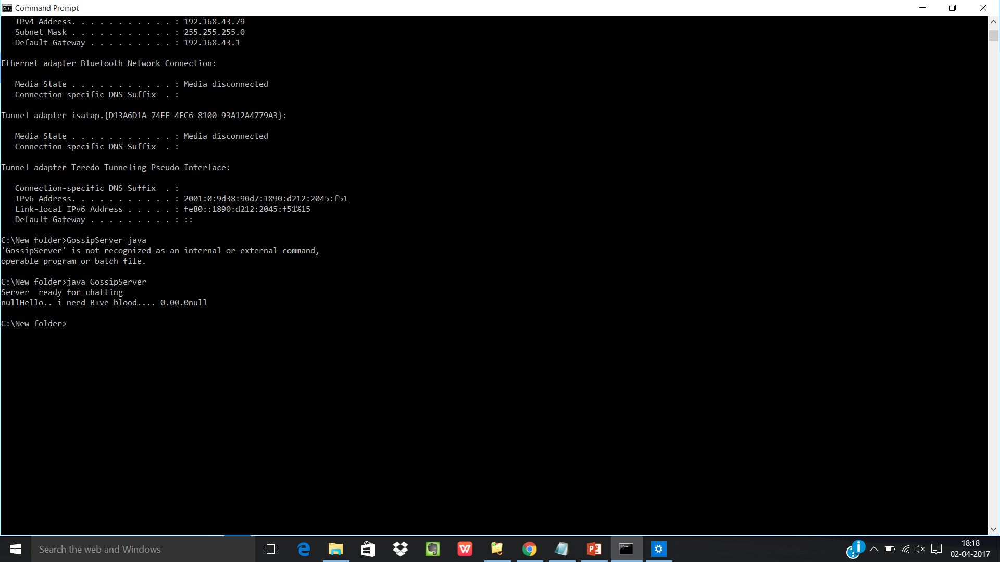 Command Prompt
IPv4 Address. . . . . . . . . . . : 192.168.43.79
Subnet Mask . . . . . . . . . . . : 255.255.255.0
Default Gateway . . . . . . . . . : 192.168.43.1
Ethernet adapter Bluetooth Network Connection:
Media State . . . . . . . . . . . : Media disconnected
Connection-specific DNS Suffix  . :
Tunnel adapter isatap.{D13A6D1A-74FE-4FC6-8100-93A12A4779A3}:
Media State . . . . . . . . . . . : Media disconnected
Connection-specific DNS Suffix  . :
Tunnel adapter Teredo Tunneling Pseudo-Interface:
Connection-specific DNS Suffix  . :
IPv6 Address. . . . . . . . . . . : 2001:0:9d38:90d7:1890:d212:2045:f51
Link-local IPv6 Address . . . . . : fe80::1890:d212:2045:f51%15
Default Gateway . . . . . . . . . : ::
C:\New folder>GossipServer java
'GossipServer' is not recognized as an internal or external command,
operable program or batch file.
C:\New folder>java GossipServer
Server  ready for chatting
nullHello.. i need B+ve blood.... 0.00.0null
C:\New folder>
Search the web and Windows
18:18
02-04-2017